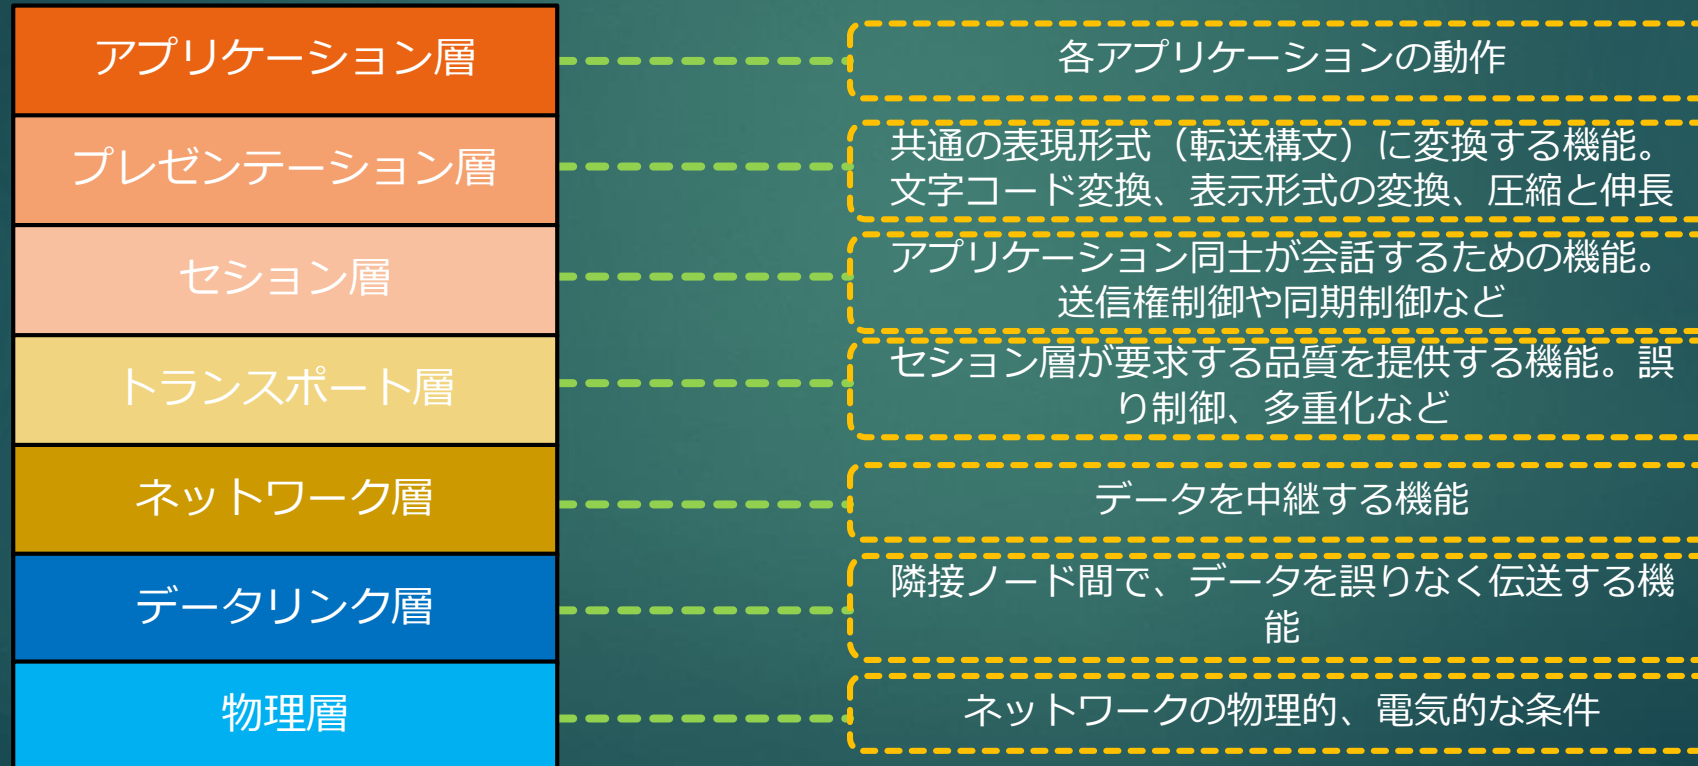 アプリケーション層
各アプリケーションの動作
プレゼンテーション層
共通の表現形式（転送構文）に変換する機能。
文字コード変換、表示形式の変換、圧縮と伸長
セション層
アプリケーション同士が会話するための機能。
送信権制御や同期制御など
トランスポート層
セション層が要求する品質を提供する機能。誤
り制御、多重化など
ネットワーク層
データを中継する機能
データリンク層
隣接ノード間で、データを誤りなく伝送する機
能
物理層
ネットワークの物理的、電気的な条件